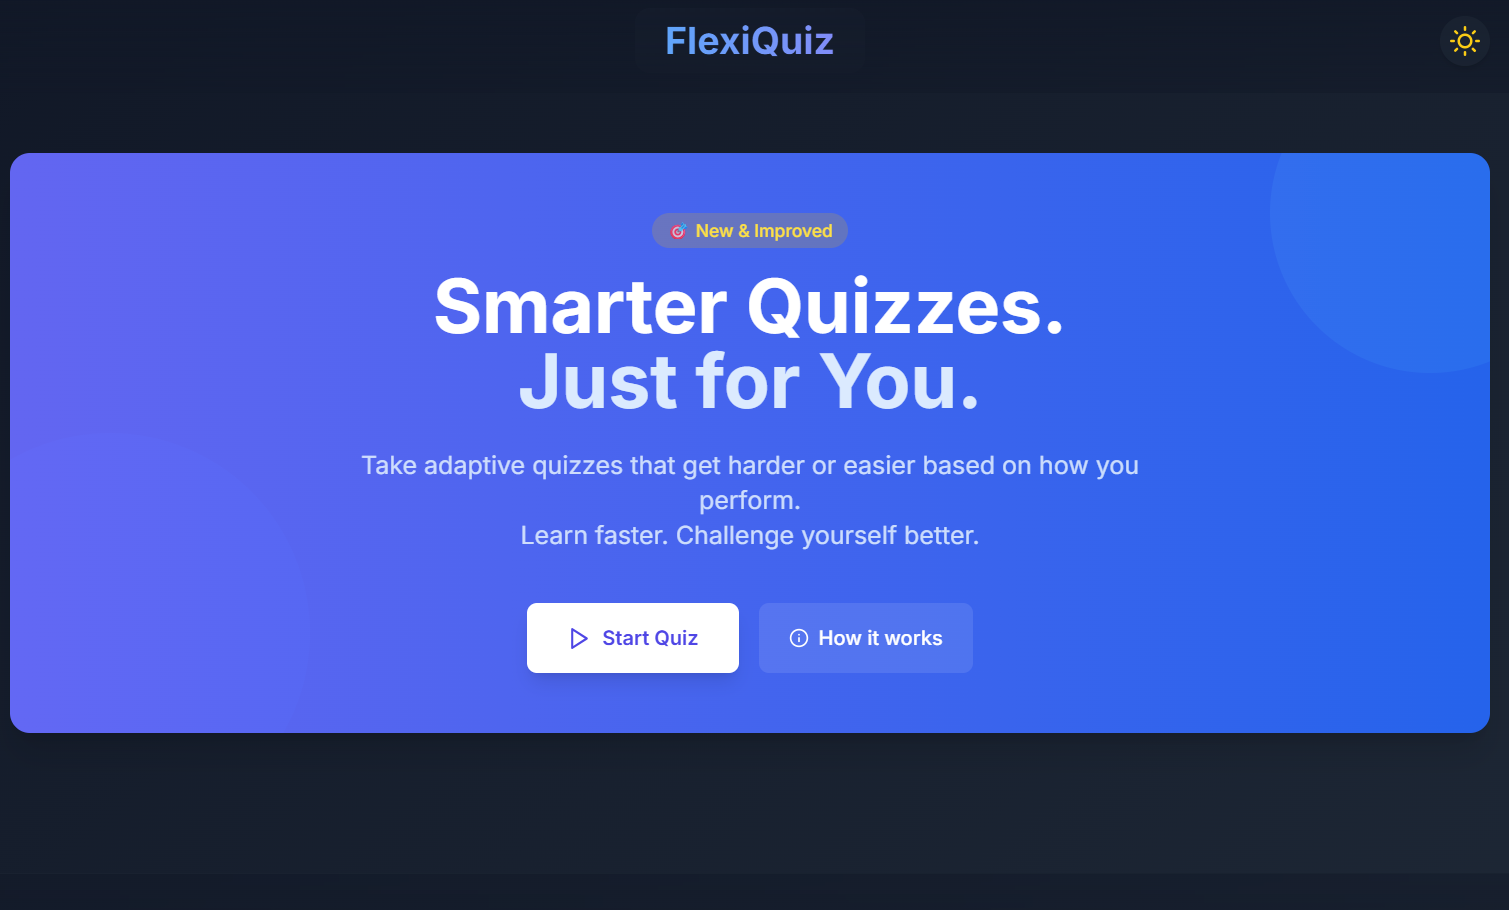 FlexiQuiz
🎯 New & Improved
Smarter Quizzes.
Just for You.
Take adaptive quizzes that get harder or easier based on how you
perform.
Learn faster. Challenge yourself better.
Start Quiz
How it works